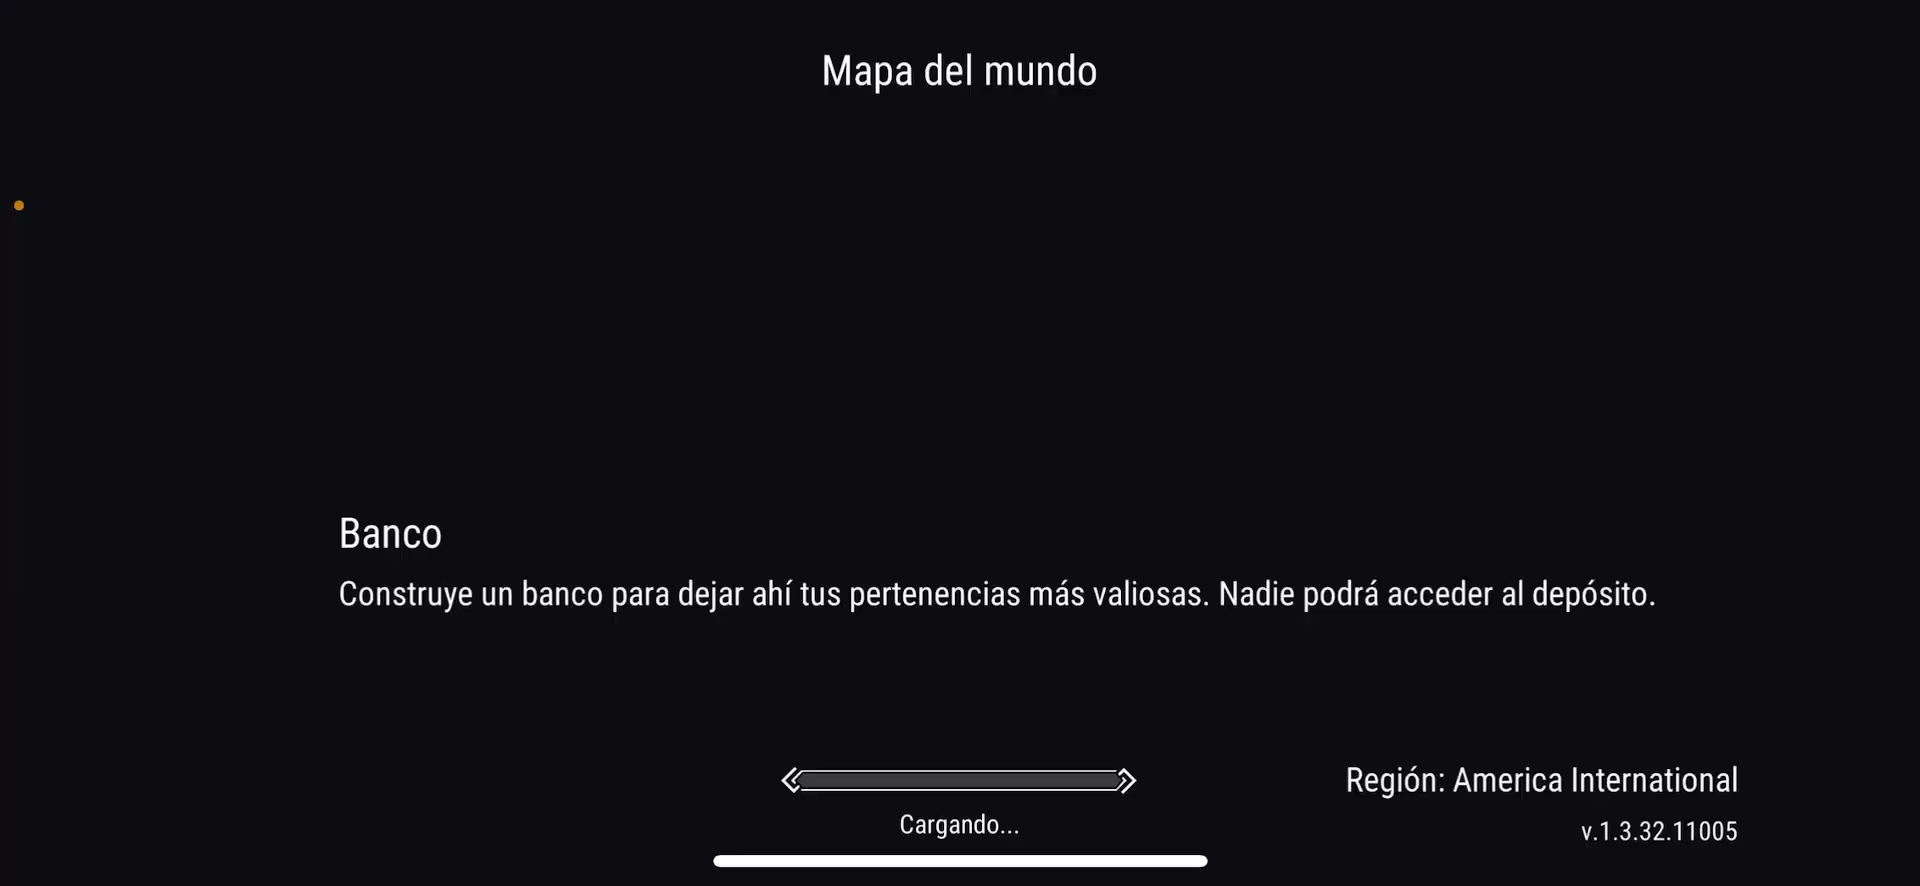 Mapa del mundo
Banco
Construye un banco para dejar ahí tus pertenencias más valiosas. Nadie podrá acceder al depósito.
Región: America International
Cargando...
v.1.3.32.11005